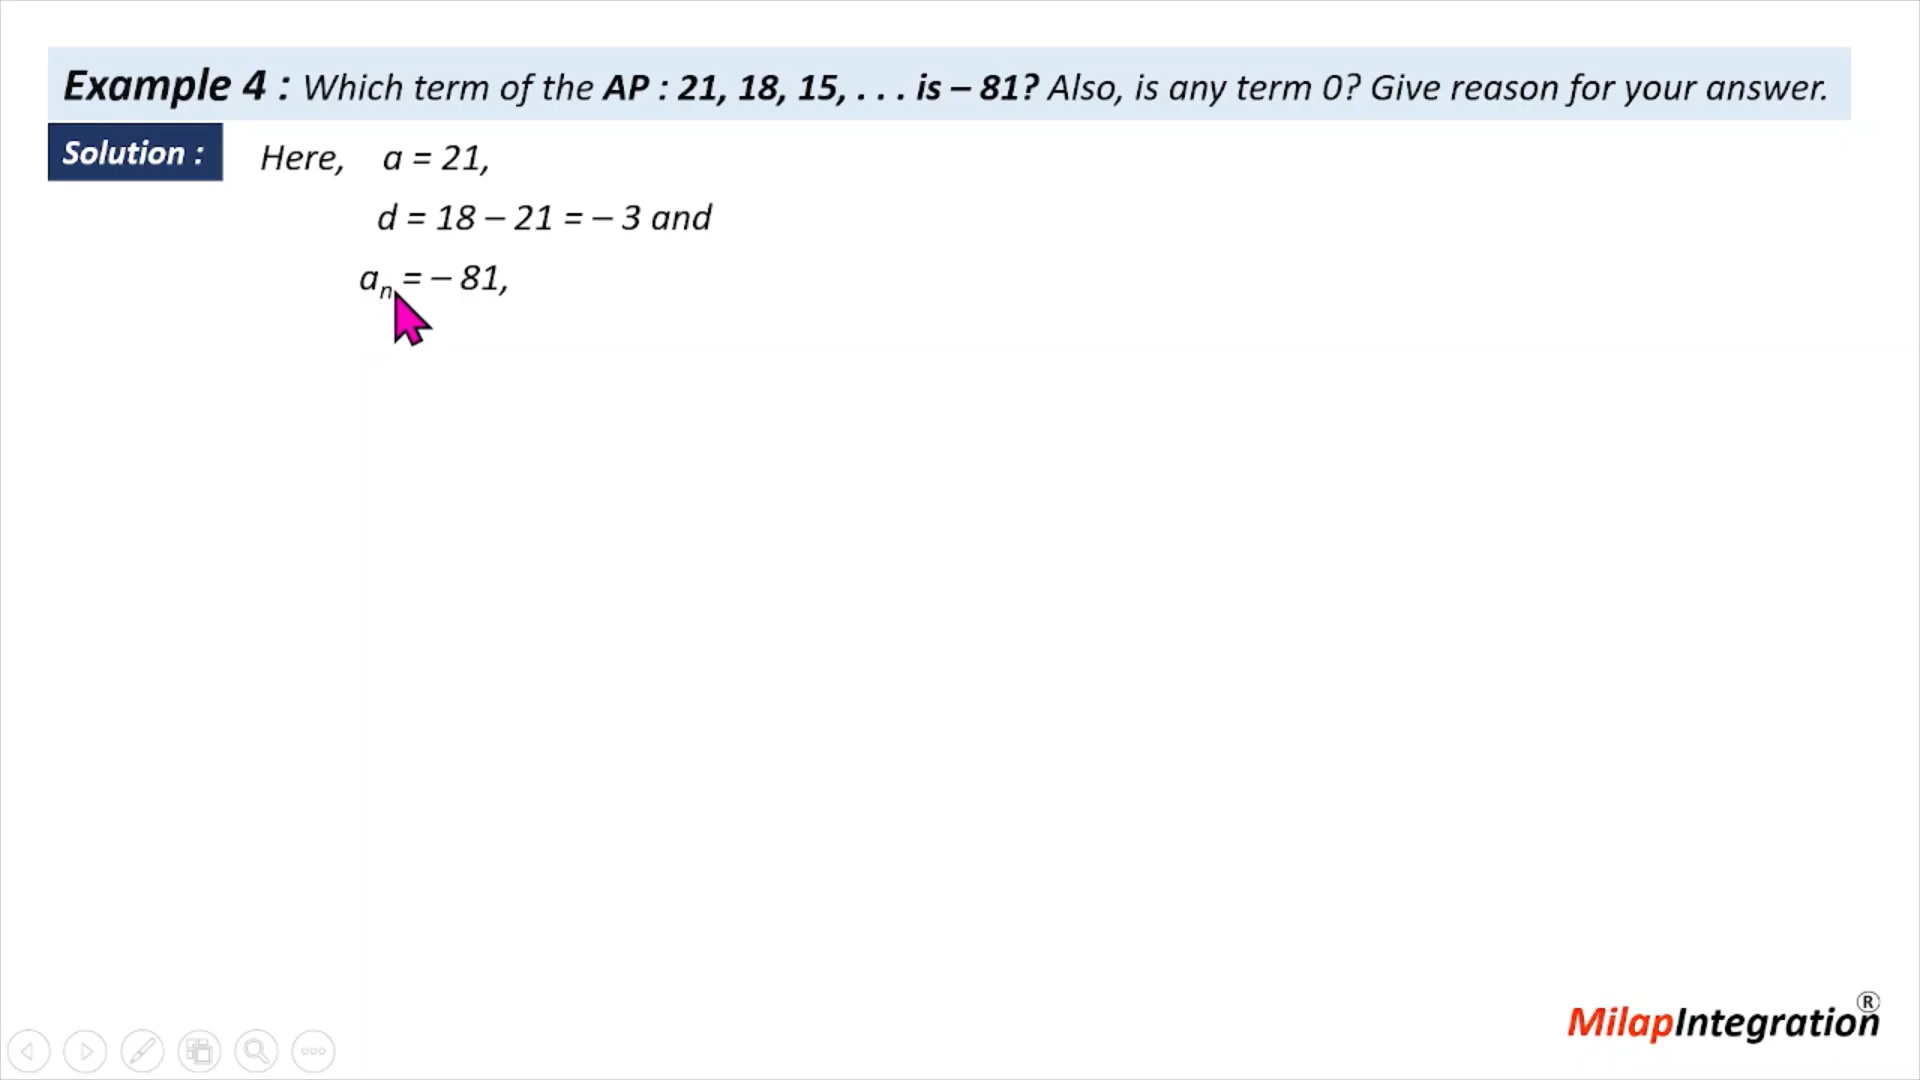 Example 4 : Which term of the AP : 21, 18, 15, . . . is – 81? Also, is any term 0? Give reason for your answer.
Solution : Here, a = 21,
d = 18 – 21 = – 3 and
aₙ = – 81,
MilapIntegration®